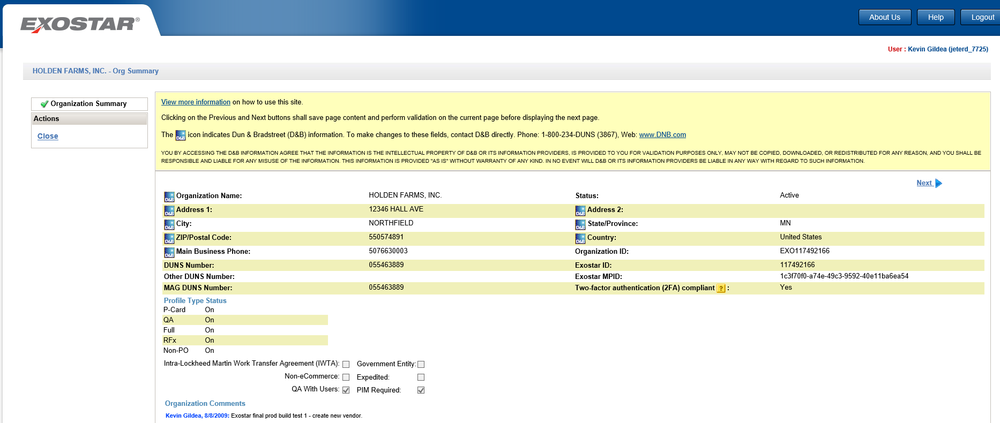 EXOSTAR®
About Us Help Logout
User : Kevin Gildea (jeterd_7725)
HOLDEN FARMS, INC. - Org Summary
Organization Summary
Actions
Close
View more information on how to use this site.
Clicking on the Previous and Next buttons shall save page content and perform validation on the current page before displaying the next page.
The D&B icon indicates Dun & Bradstreet (D&B) information. To make changes to these fields, contact D&B directly. Phone: 1-800-234-DUNS (3867), Web: www.DNB.com
YOU BY ACCESSING THE D&B INFORMATION AGREE THAT THE INFORMATION IS THE INTELLECTUAL PROPERTY OF D&B OR ITS INFORMATION PROVIDERS, IS PROVIDED TO YOU FOR VALIDATION PURPOSES ONLY, MAY NOT BE COPIED, DOWNLOADED, OR REDISTRIBUTED FOR ANY REASON, AND YOU SHALL BE
RESPONSIBLE AND LIABLE FOR ANY MISUSE OF THE INFORMATION. THIS INFORMATION IS PROVIDED "AS IS" WITHOUT WARRANTY OF ANY KIND. IN NO EVENT WILL D&B OR ITS INFORMATION PROVIDERS BE LIABLE IN ANY WAY WITH REGARD TO SUCH INFORMATION.
Next
D&B Organization Name: HOLDEN FARMS, INC. Status: Active
D&B Address 1: 12346 HALL AVE D&B Address 2:
D&B City: NORTHFIELD D&B State/Province: MN
D&B ZIP/Postal Code: 550574891 D&B Country: United States
D&B Main Business Phone: 5076630003 Organization ID: EXO117492166
DUNS Number: 055463889 Exostar ID: 117492166
Other DUNS Number: Exostar MPID: 1c3f70f0-a74e-49c3-9592-40e11ba6ea54
MAG DUNS Number: 055463889 Two-factor authentication (2FA) compliant ? : Yes
Profile Type Status
P-Card On
QA On
Full On
RFx On
Non-PO On
Intra-Lockheed Martin Work Transfer Agreement (IWTA): Government Entity:
Non-eCommerce: Expedited:
QA With Users: PIM Required:
Organization Comments
Kevin Gildea, 8/8/2009: Exostar final prod build test 1 - create new vendor.